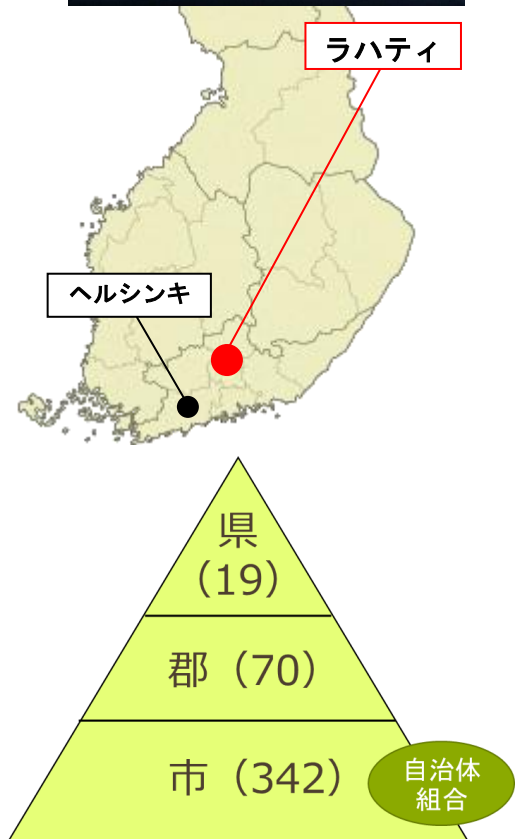 ラハティ
ヘルシンキ
県
（19）
郡（70）
市（342）
自治体
組合